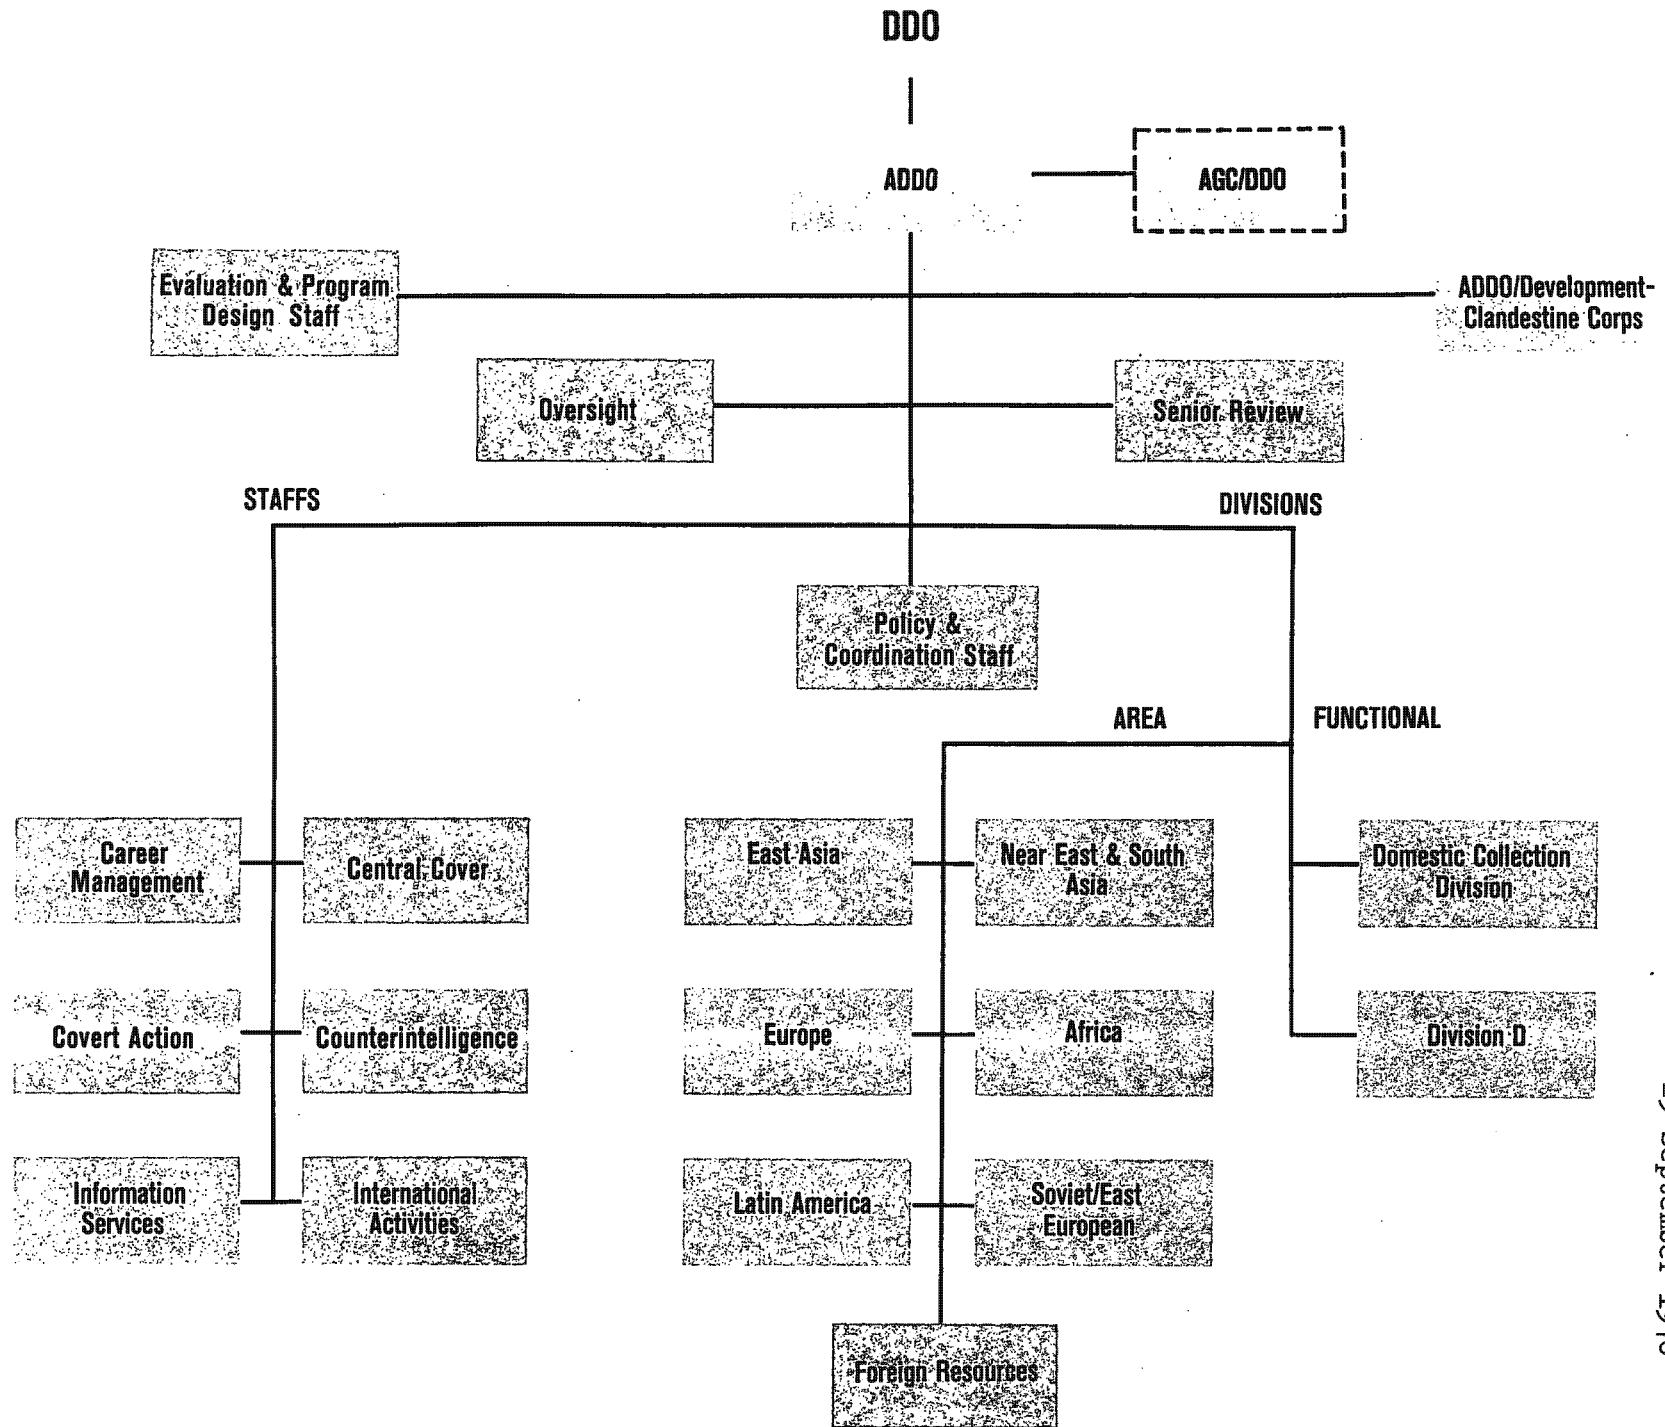 DDO
ADDO
AGC/DDO
Evaluation & Program
Design Staff
ADDO/Development-
Clandestine Corps
Oversight
Senior Review
STAFFS
DIVISIONS
Policy &
Coordination Staff
AREA
FUNCTIONAL
Career
Management
Central Cover
East Asia
Near East & South
Asia
Domestic Collection
Division
Covert Action
Counterintelligence
Europe
Africa
Division D
Information
Services
International
Activities
Latin America
Soviet/East
European
Foreign Resources
September